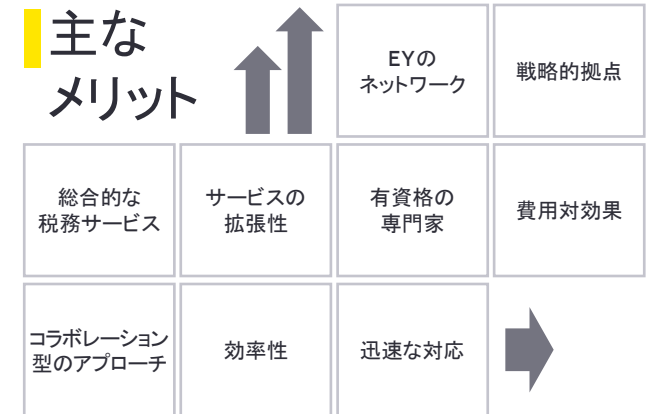 主な
メリット
EYの
ネットワーク
戦略的拠点
総合的な
税務サービス
サービスの
拡張性
有資格の
専門家
費用対効果
コラボレーション
型のアプローチ
効率性
迅速な対応